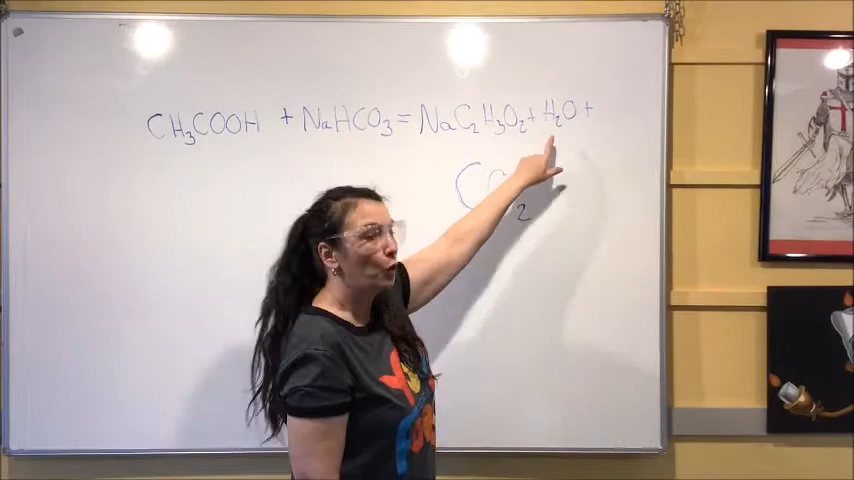 CH₃COOH + NaHCO₃ = NaC₂H₃O₂ + H₂O +
CO₂